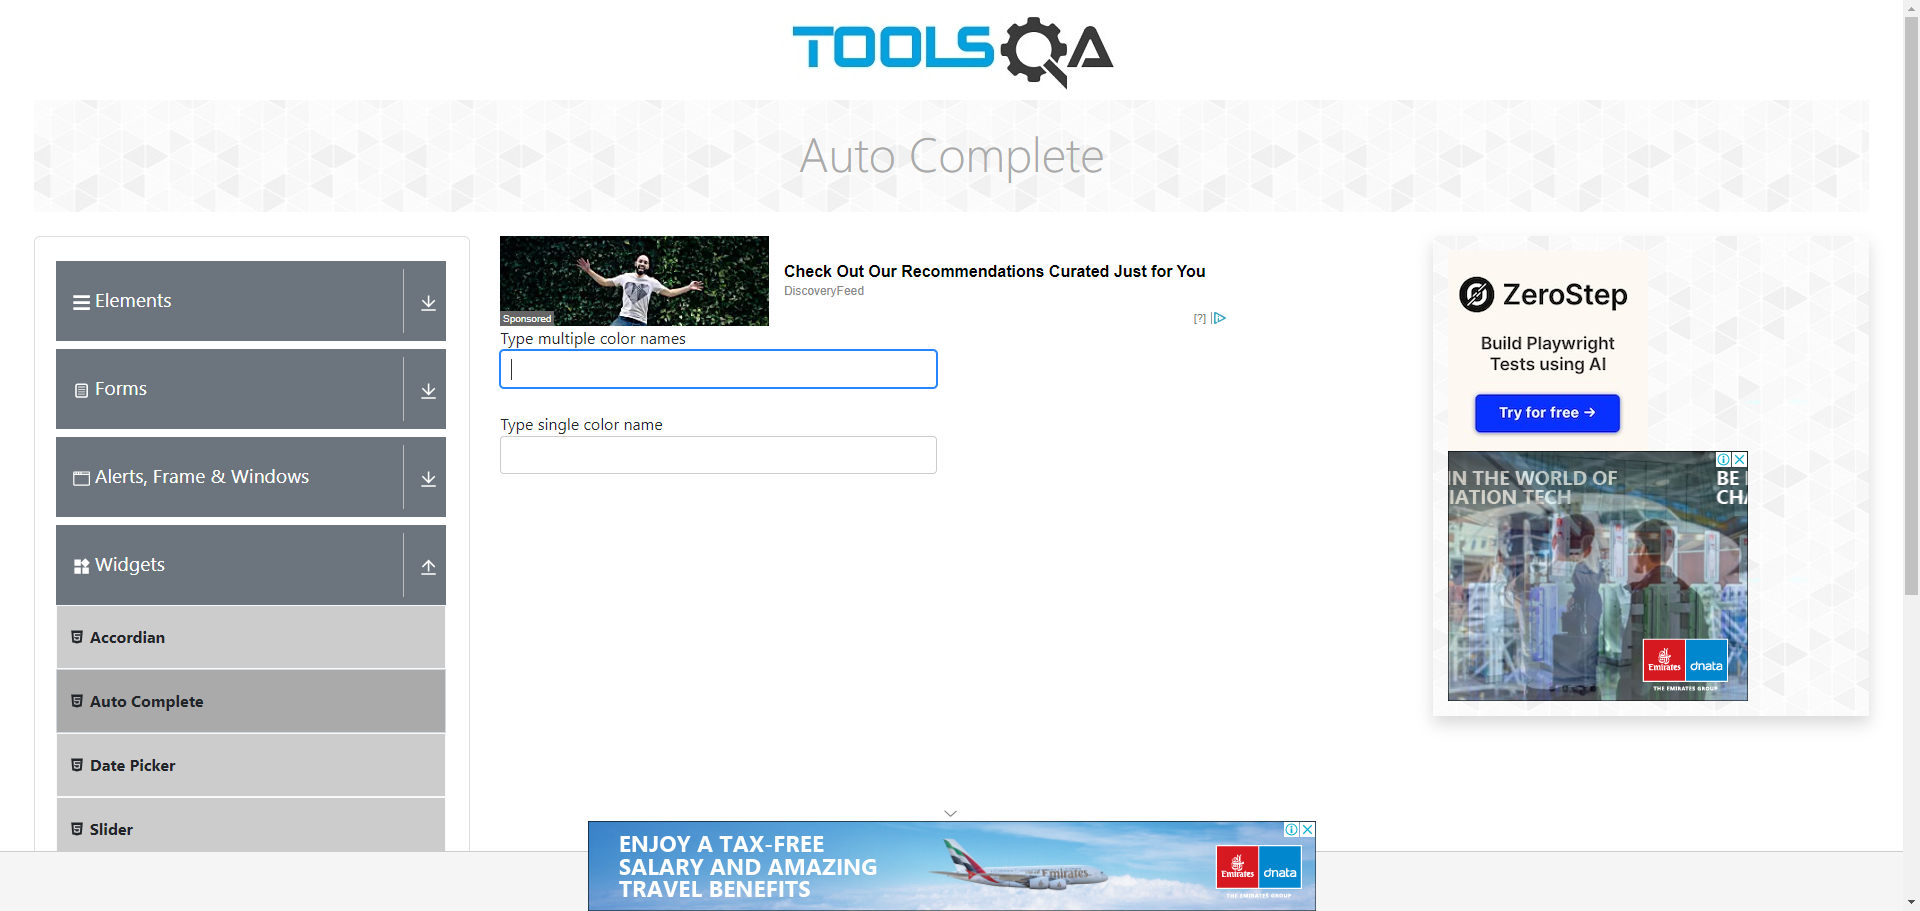 TOOLSQA
Auto Complete
Elements
Forms
Alerts, Frame & Windows
Widgets
Accordian
Auto Complete
Date Picker
Slider
Sponsored
Check Out Our Recommendations Curated Just for You
DiscoveryFeed
[?]
Type multiple color names
Type single color name
ZeroStep
Build Playwright
Tests using AI
Try for free →
IN THE WORLD OF
IATION TECH
BE
CHA
Emirates
dnata
THE EMIRATES GROUP
ENJOY A TAX-FREE
SALARY AND AMAZING
TRAVEL BENEFITS
Emirates
Emirates
dnata
THE EMIRATES GROUP